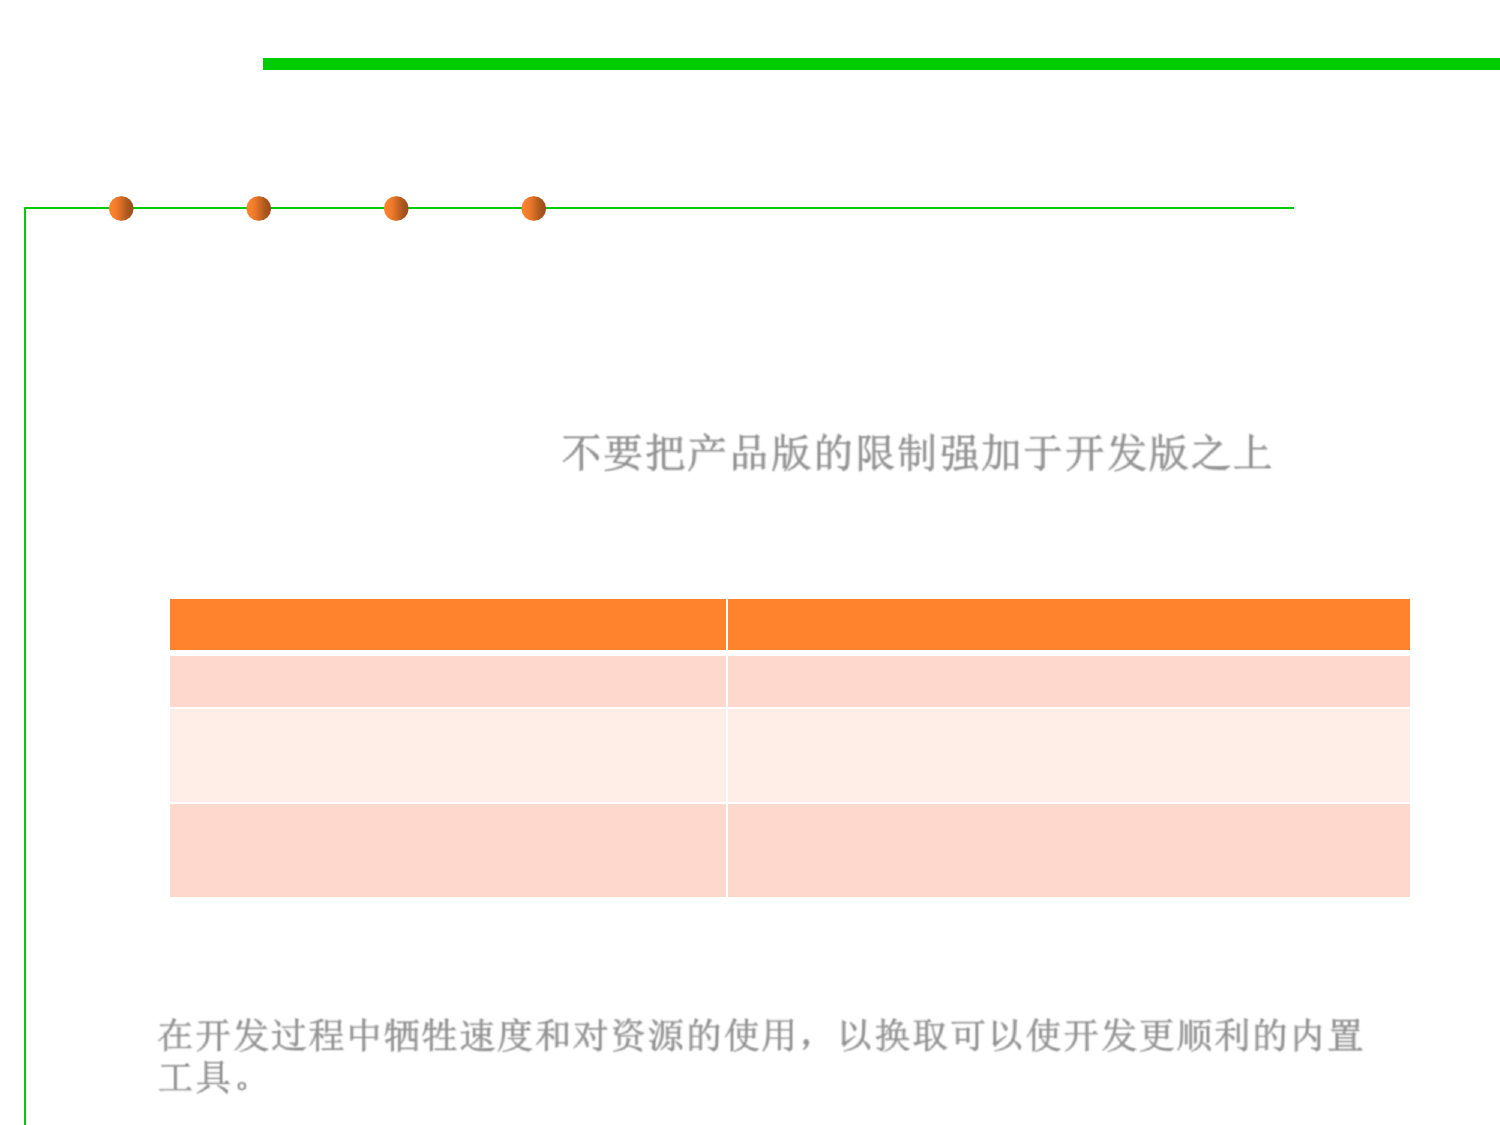 不要把产品版的限制强加于开发版之上
在开发过程中牺牲速度和对资源的使用，以换取可以使开发更顺利的内置
工具。